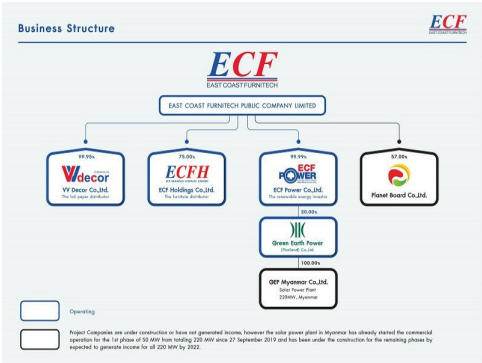 Business Structure
ECF
EAST COAST FURNITECH
ECF
EAST COAST FURNITECH
EAST COAST FURNITECH PUBLIC COMPANY LIMITED
99.95%
75.00%
99.99%
57.00%
VV decor
ECFH
ECF POWER
VV Decor Co.,Ltd.
The foil paper distributor
ECF Holdings Co.,Ltd.
The furniture distributor
ECF Power Co.,Ltd.
The renewable energy investor
Planet Board Co.,Ltd.
20.00%
Green Earth Power
(Thailand) Co.,Ltd.
100.00%
GEP Myanmar Co.,Ltd.
Solar Power Plant
220MW, Myanmar
Operating
Project Companies are under construction or have not generated income, however the solar power plant in Myanmar has already started the commercial
operation for the 1st phase of 50 MW from totaling 220 MW since 27 September 2019 and has been under the construction for the remaining phases by
expected to generate income for all 220 MW by 2022.